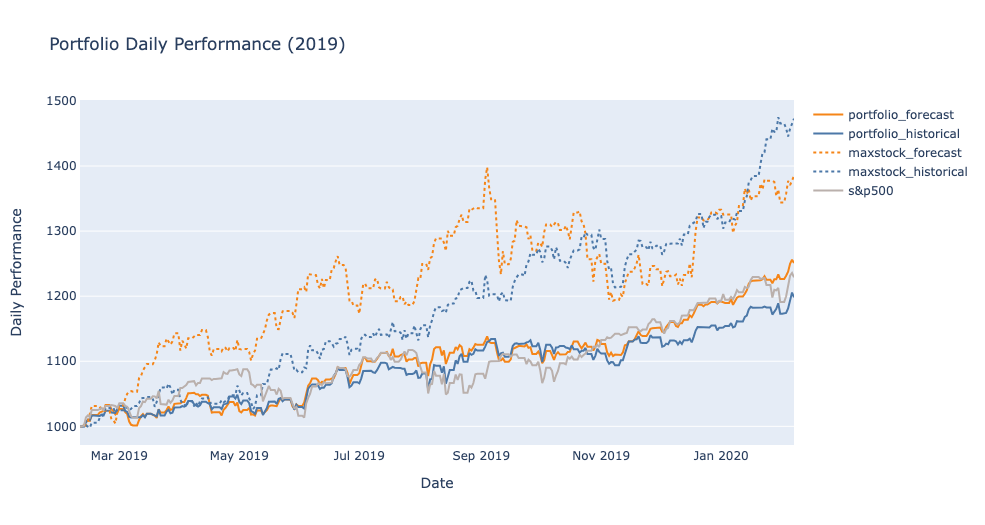 Portfolio Daily Performance (2019)
1500
1400
1300
1200
1100
1000
Daily Performance
Mar 2019
May 2019
Jul 2019
Sep 2019
Nov 2019
Jan 2020
Date
portfolio_forecast
portfolio_historical
maxstock_forecast
maxstock_historical
s&p500